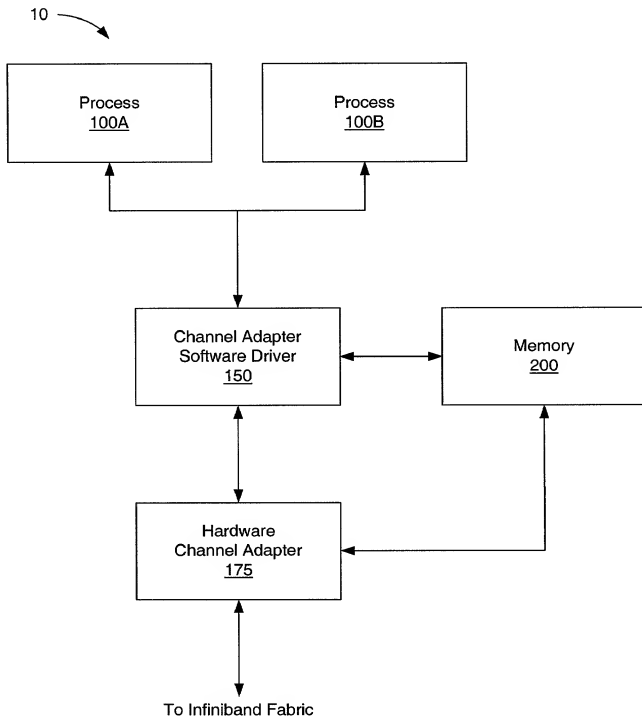 10
Process
100A
Process
100B
Channel Adapter
Software Driver
150
Memory
200
Hardware
Channel Adapter
175
To Infiniband Fabric